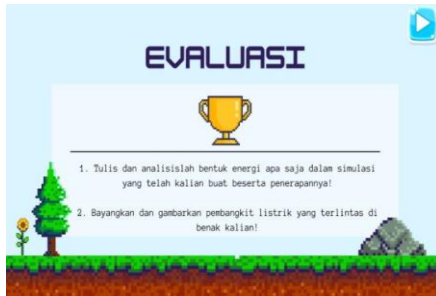 EVALUASI
1. Tulis dan analisislah bentuk energi apa saja dalam simulasi
yang telah kalian buat beserta penerapannya!
2. Bayangkan dan gambarkan pembangkit listrik yang terlintas di
benak kalian!